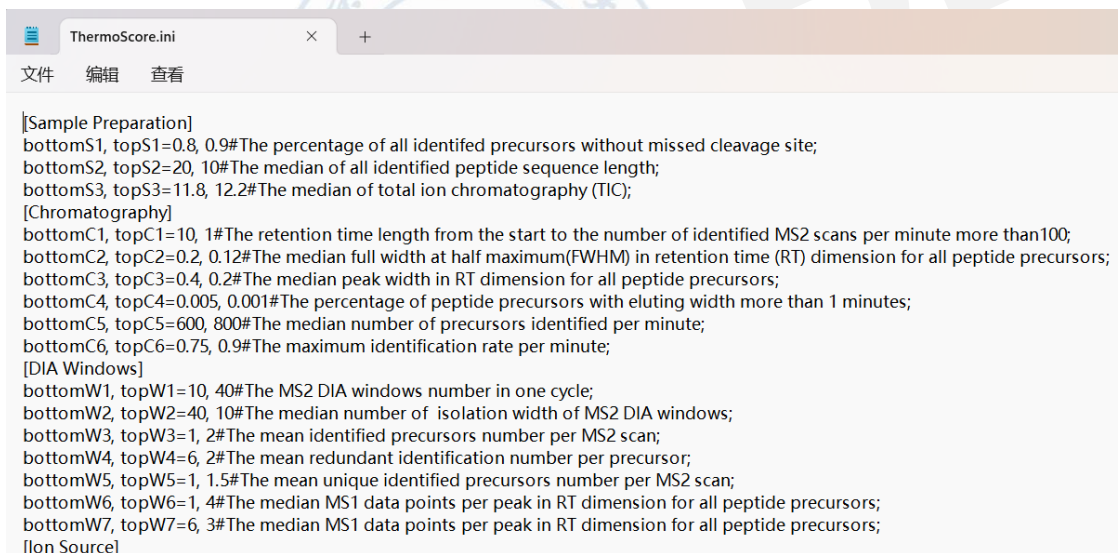 ThermoScore.ini
文件 编辑 查看
[Sample Preparation]
bottomS1, topS1=0.8, 0.9#The percentage of all identifed precursors without missed cleavage site;
bottomS2, topS2=20, 10#The median of all identified peptide sequence length;
bottomS3, topS3=11.8, 12.2#The median of total ion chromatography (TIC);
[Chromatography]
bottomC1, topC1=10, 1#The retention time length from the start to the number of identified MS2 scans per minute more than100;
bottomC2, topC2=0.2, 0.12#The median full width at half maximum(FWHM) in retention time (RT) dimension for all peptide precursors;
bottomC3, topC3=0.4, 0.2#The median peak width in RT dimension for all peptide precursors;
bottomC4, topC4=0.005, 0.001#The percentage of peptide precursors with eluting width more than 1 minutes;
bottomC5, topC5=600, 800#The median number of precursors identified per minute;
bottomC6, topC6=0.75, 0.9#The maximum identification rate per minute;
[DIA Windows]
bottomW1, topW1=10, 40#The MS2 DIA windows number in one cycle;
bottomW2, topW2=40, 10#The median number of  isolation width of MS2 DIA windows;
bottomW3, topW3=1, 2#The mean identified precursors number per MS2 scan;
bottomW4, topW4=6, 2#The mean redundant identification number per precursor;
bottomW5, topW5=1, 1.5#The mean unique identified precursors number per MS2 scan;
bottomW6, topW6=1, 4#The median MS1 data points per peak in RT dimension for all peptide precursors;
bottomW7, topW7=6, 3#The median MS1 data points per peak in RT dimension for all peptide precursors;
[Ion Source]